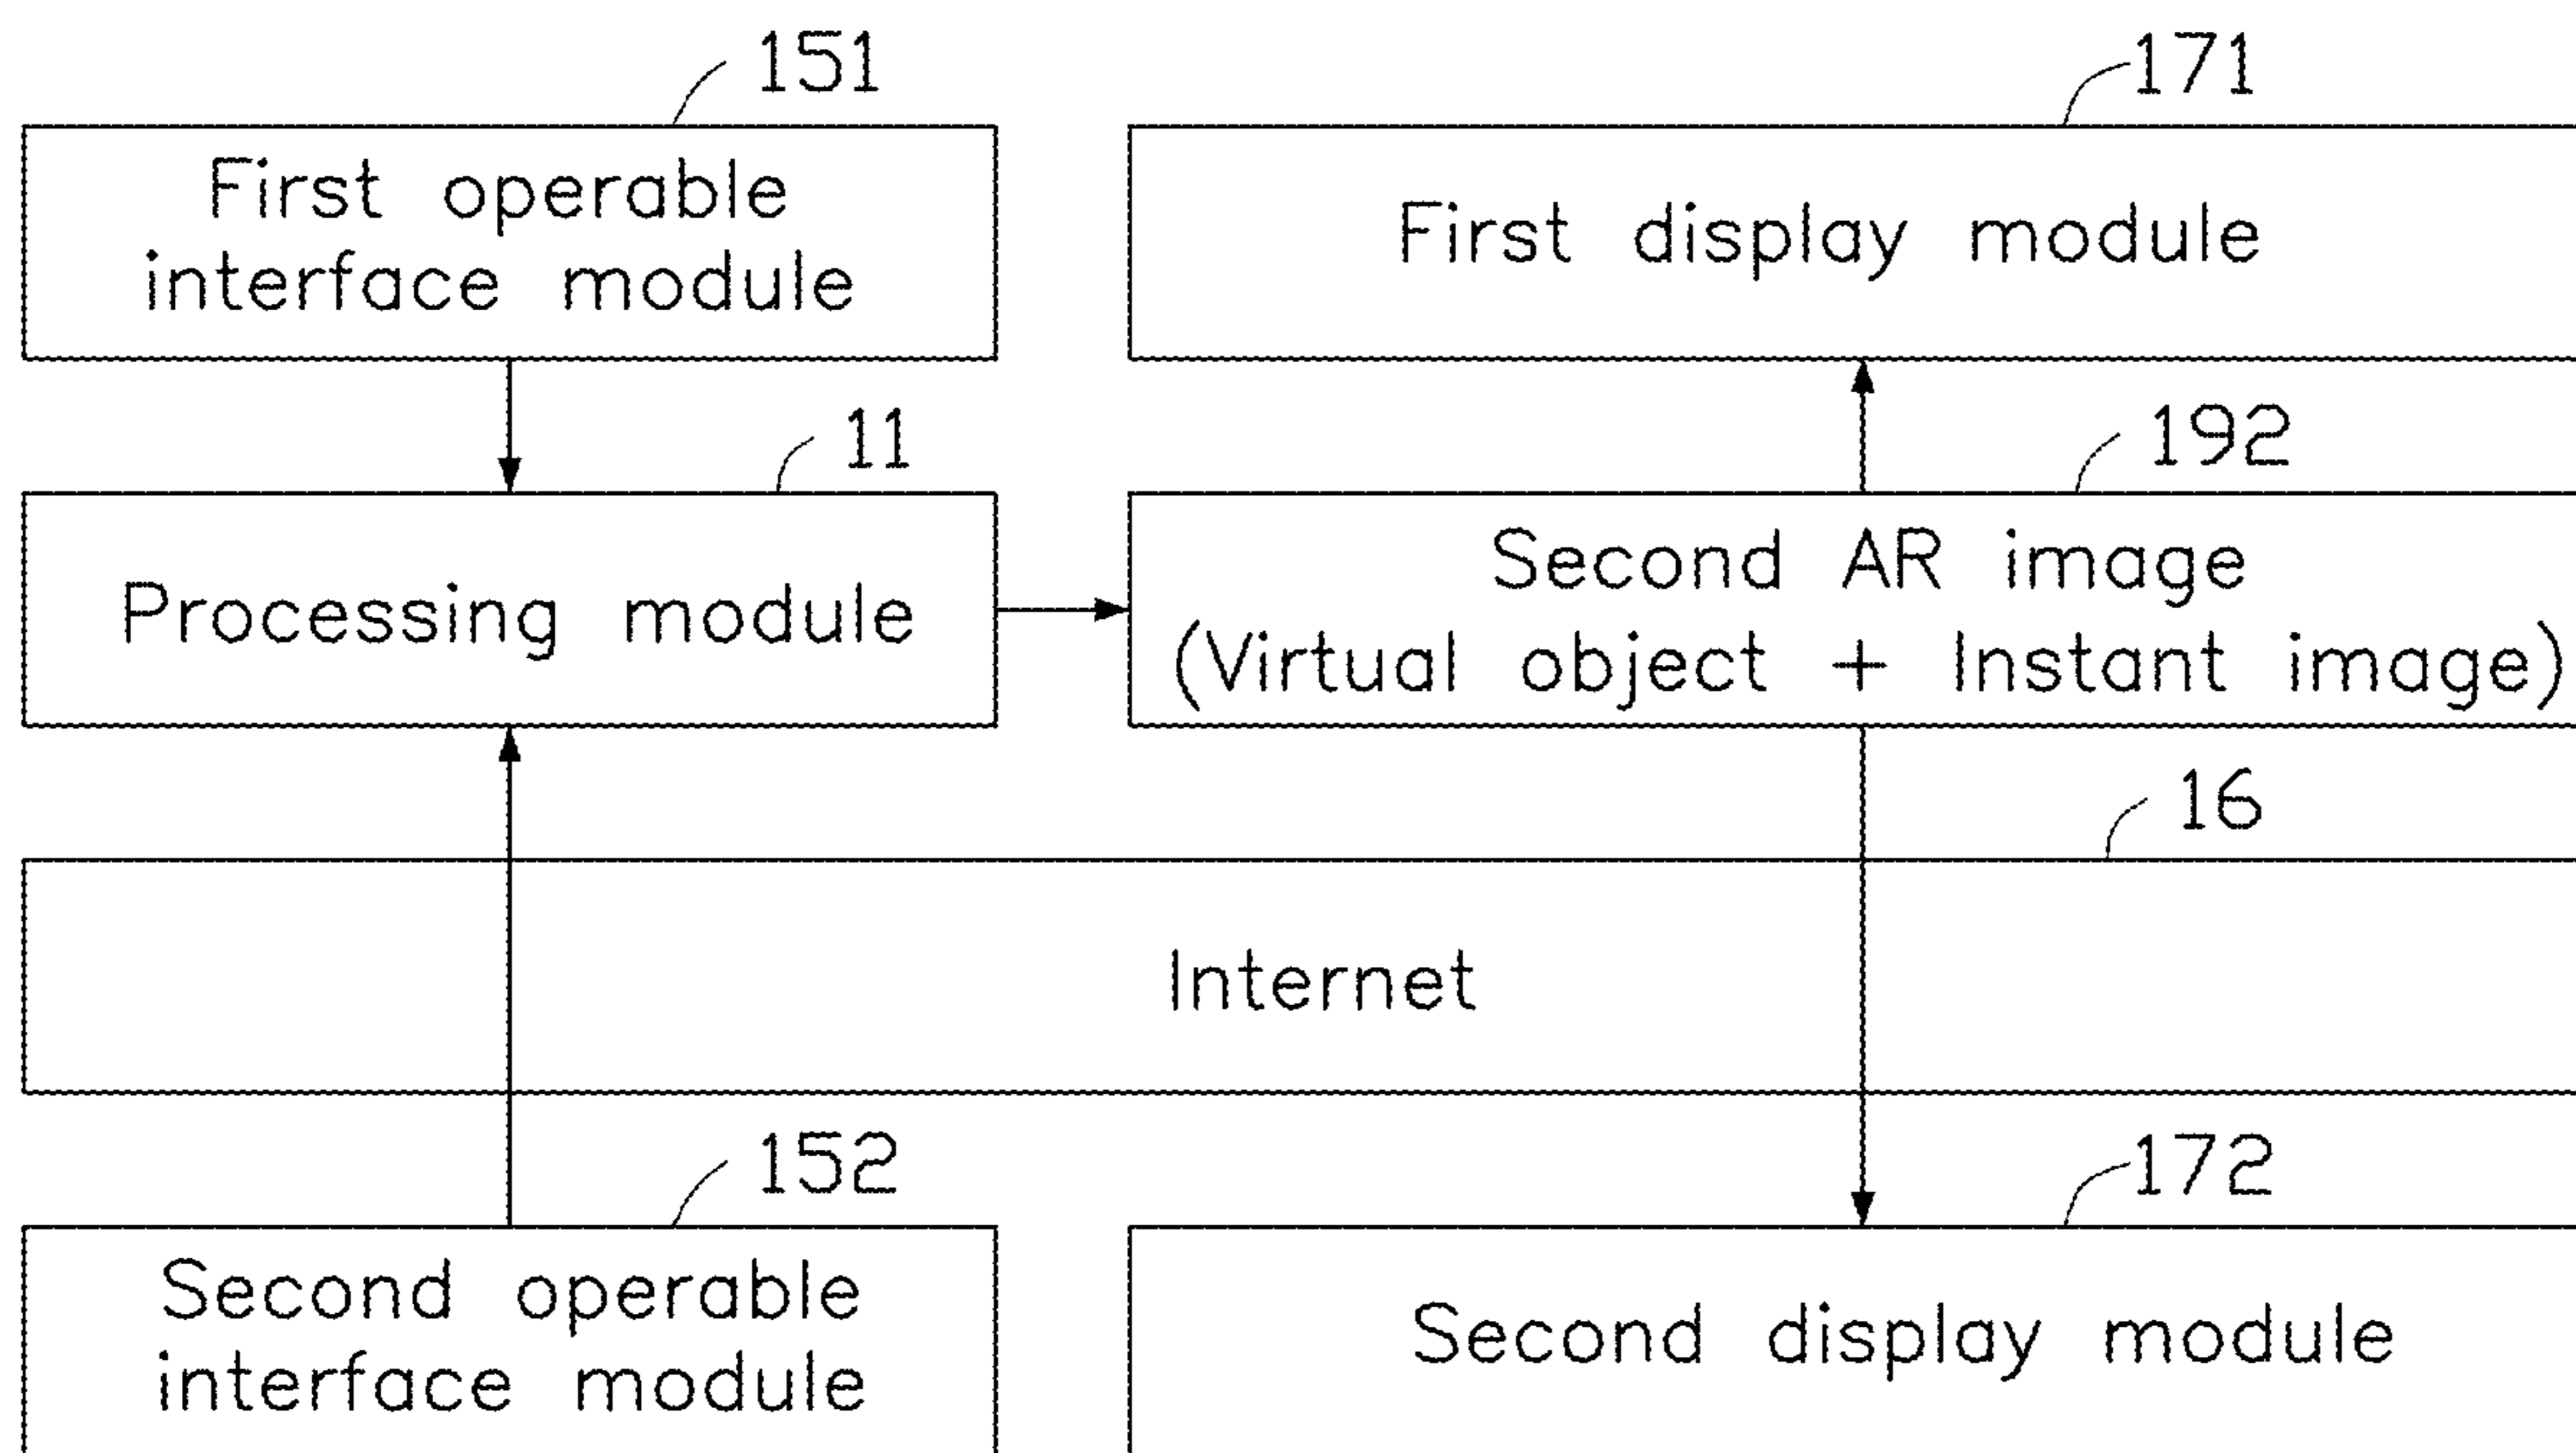 151
First operable
interface module
171
First display module
11
Processing module
192
Second AR image
(Virtual object + Instant image)
16
Internet
152
Second operable
interface module
172
Second display module